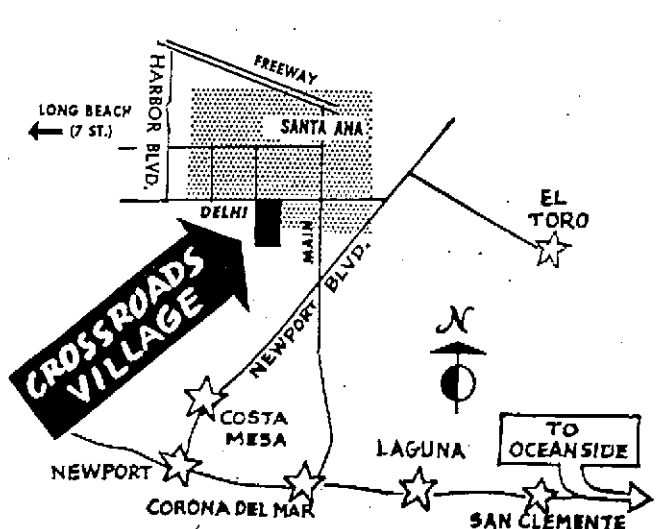 FREEWAY
HARBOR BLVD.
LONG BEACH
(7 ST.)
SANTA ANA
DELHI
MAIN
EL
TORO
NEWPORT BLVD.
CROSSROADS
VILLAGE
N
COSTA
MESA
TO
OCEANSIDE
LAGUNA
NEWPORT
CORONA DEL MAR
SAN CLEMENTE